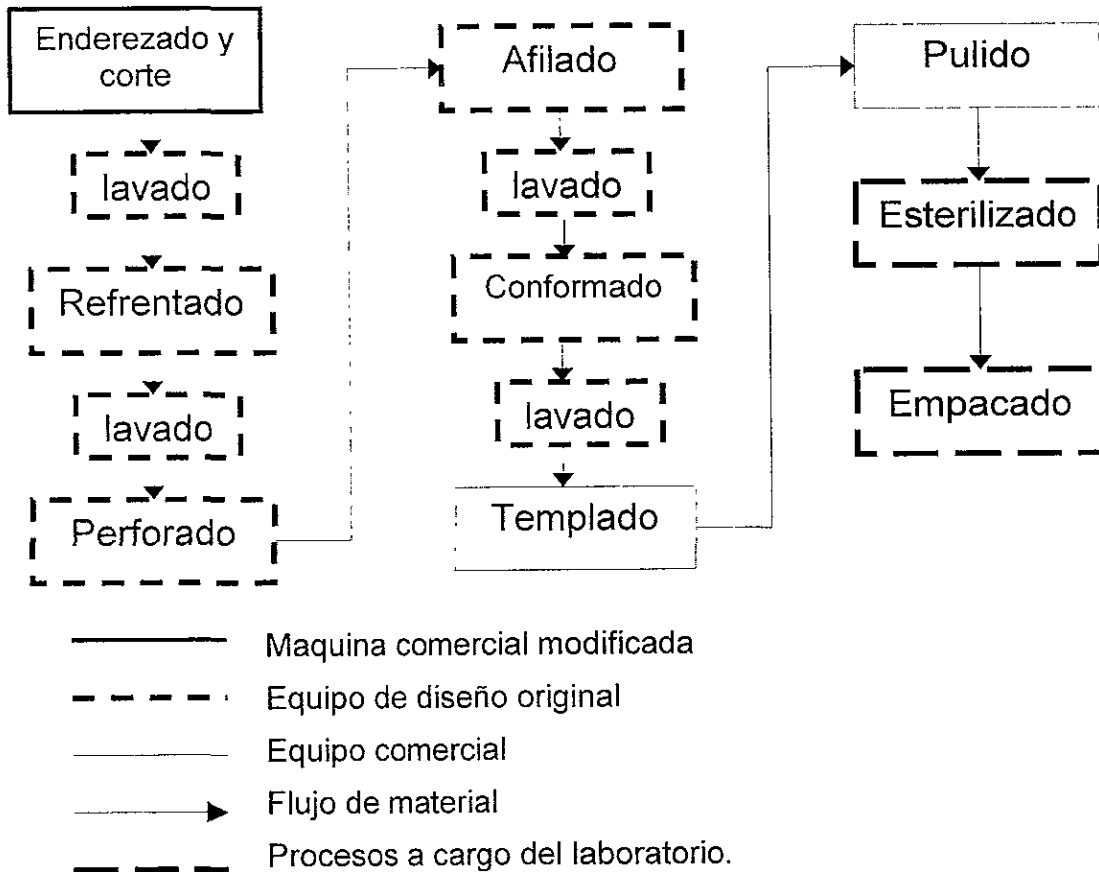 Enderezado y
corte
lavado
Refrentado
lavado
Perforado
Afilado
lavado
Conformado
lavado
Templado
Pulido
Esterilizado
Empacado
Maquina comercial modificada
Equipo de diseño original
Equipo comercial
Flujo de material
Procesos a cargo del laboratorio.